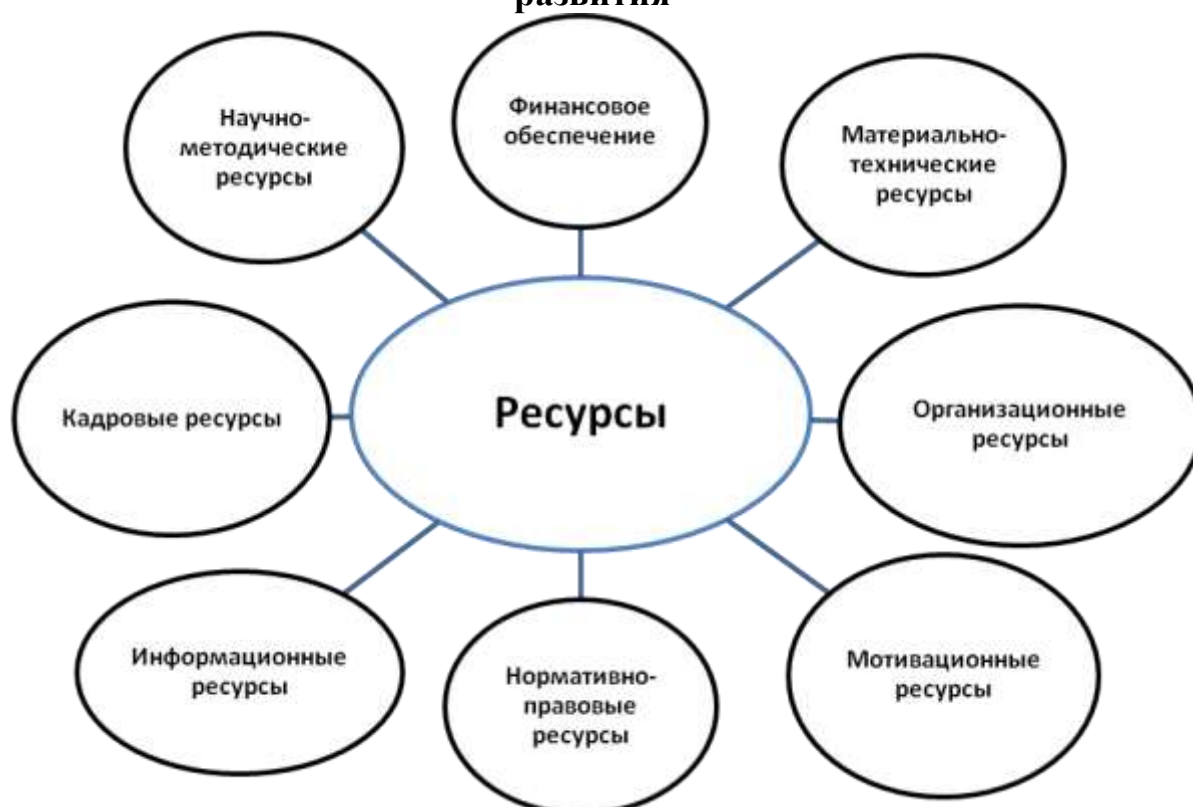 развития
Научно-
методические
ресурсы
Финансовое
обеспечение
Материально-
технические
ресурсы
Кадровые ресурсы
Ресурсы
Организационные
ресурсы
Информационные
ресурсы
Нормативно-
правовые
ресурсы
Мотивационные
ресурсы